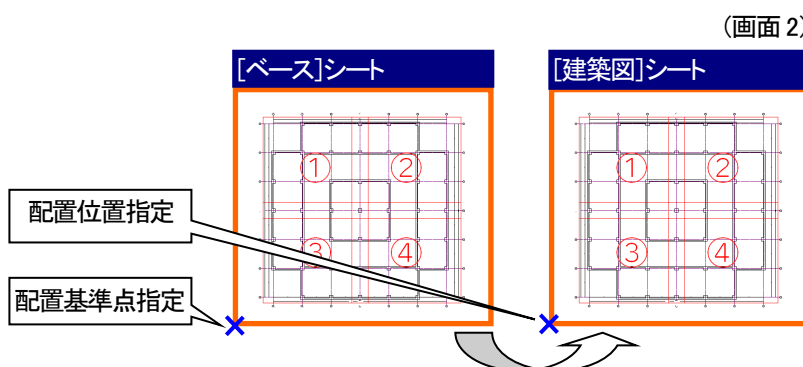 (画面2)
[ベース]シート
[建築図]シート
① ②
① ②
配置位置指定
③ ④
③ ④
配置基準点指定